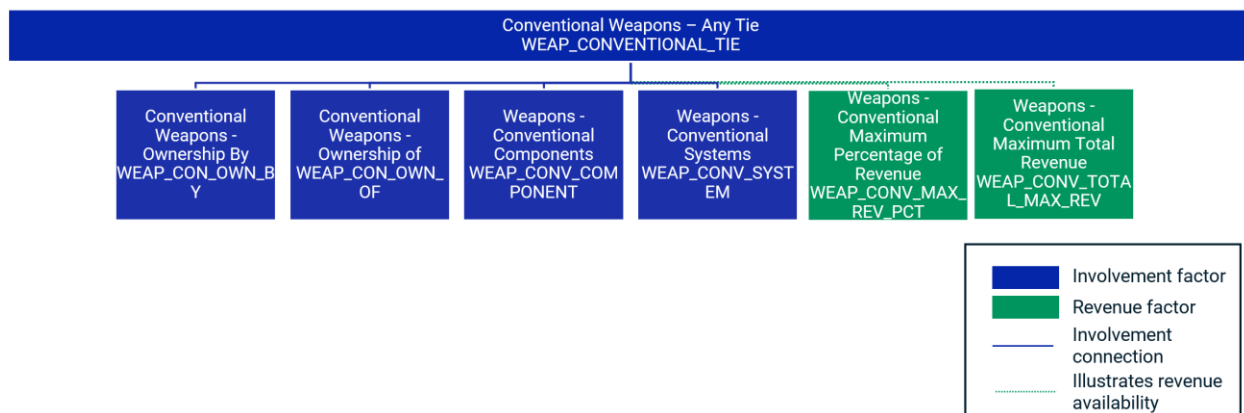 Conventional Weapons – Any Tie
WEAP_CONVENTIONAL_TIE
Conventional
Weapons -
Ownership By
WEAP_CON_OWN_B
Y
Conventional
Weapons -
Ownership of
WEAP_CON_OWN_
OF
Weapons -
Conventional
Components
WEAP_CONV_COM
PONENT
Weapons -
Conventional
Systems
WEAP_CONV_SYST
EM
Weapons -
Conventional
Maximum
Percentage of
Revenue
WEAP_CONV_MAX_
REV_PCT
Weapons -
Conventional
Maximum Total
Revenue
WEAP_CONV_TOTA
L_MAX_REV
Involvement factor
Revenue factor
Involvement
connection
Illustrates revenue
availability